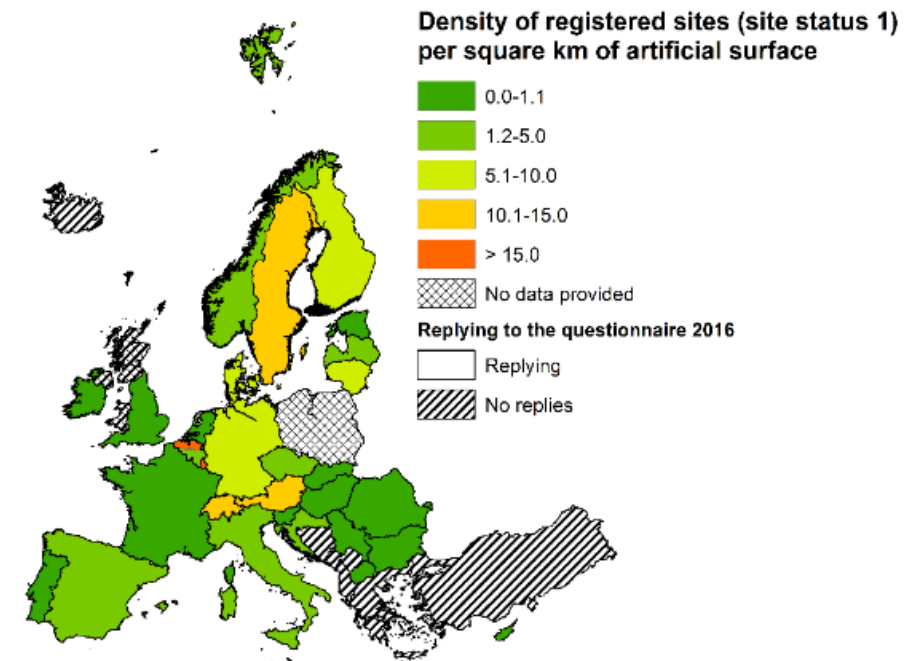 Density of registered sites (site status 1)
per square km of artificial surface
0.0-1.1
1.2-5.0
5.1-10.0
10.1-15.0
> 15.0
No data provided
Replying to the questionnaire 2016
Replying
No replies